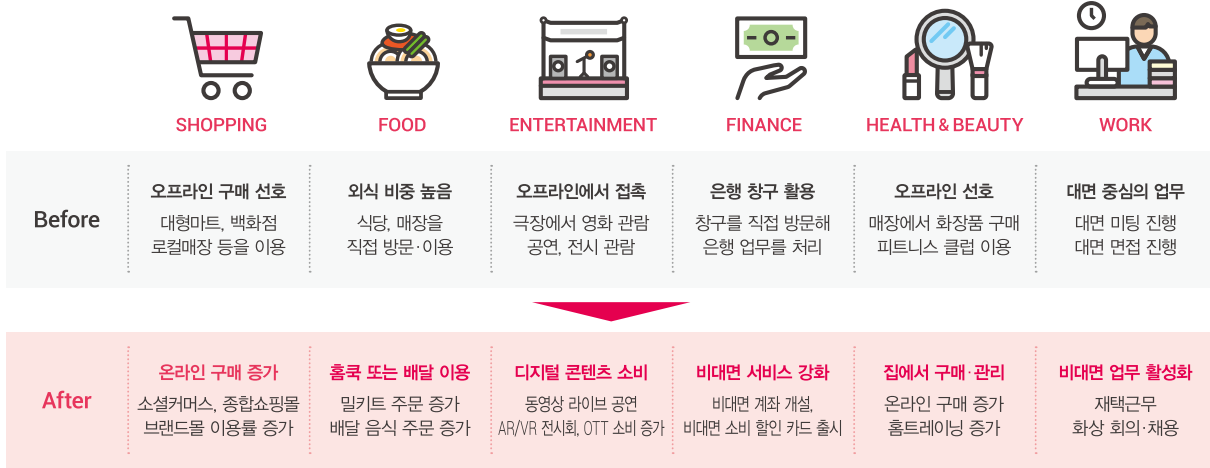 SHOPPING
FOOD
ENTERTAINMENT
FINANCE
HEALTH & BEAUTY
WORK
Before
오프라인 구매 선호
대형마트, 백화점
로컬매장 등을 이용
외식 비중 높음
식당, 매장을
직접 방문·이용
오프라인에서 접촉
극장에서 영화 관람
공연, 전시 관람
은행 창구 활용
창구를 직접 방문해
은행 업무를 처리
오프라인 선호
매장에서 화장품 구매
피트니스 클럽 이용
대면 중심의 업무
대면 미팅 진행
대면 면접 진행
After
온라인 구매 증가
소셜커머스, 종합쇼핑몰
브랜드몰 이용률 증가
홈쿡 또는 배달 이용
밀키트 주문 증가
배달 음식 주문 증가
디지털 콘텐츠 소비
동영상 라이브 공연
AR/VR 전시회, OTT 소비 증가
비대면 서비스 강화
비대면 계좌 개설,
비대면 소비 할인 카드 출시
집에서 구매·관리
온라인 구매 증가
홈트레이닝 증가
비대면 업무 활성화
재택근무
화상 회의·채용